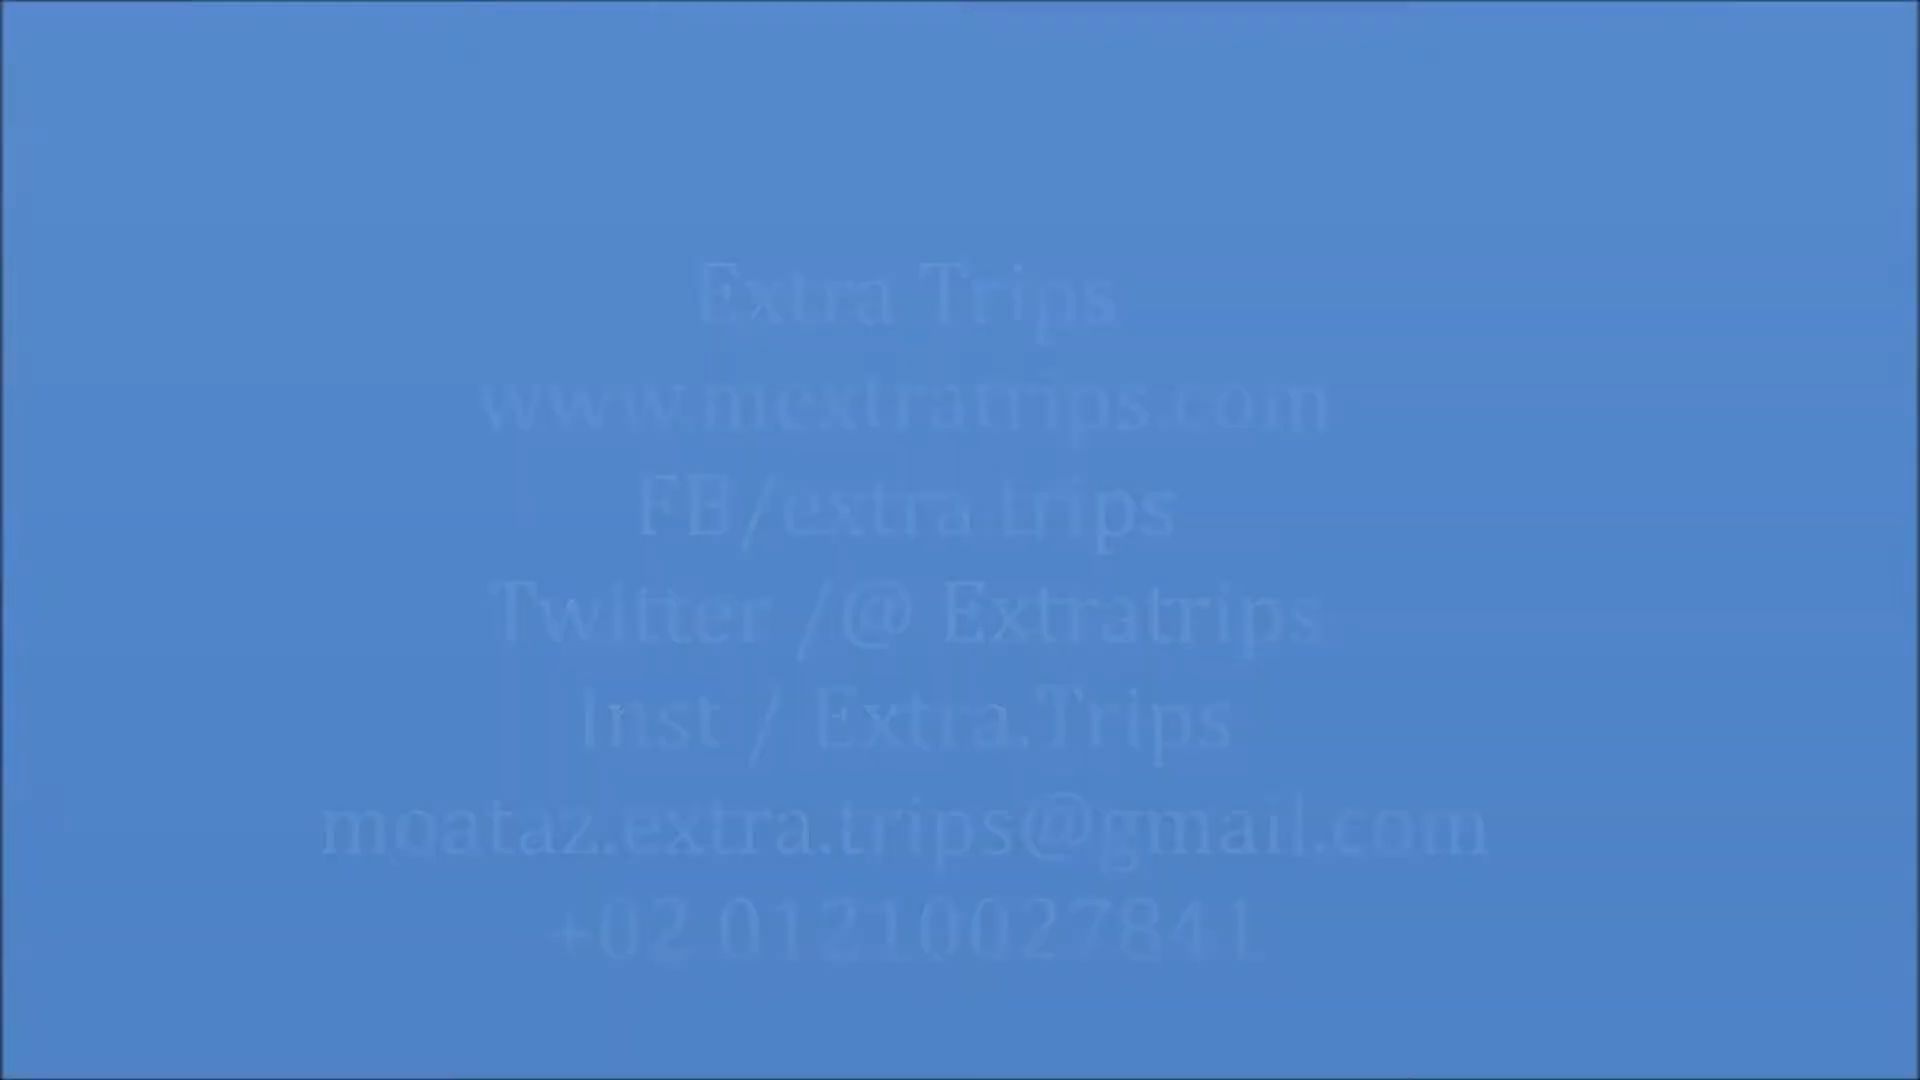 Extra Trips
www.mextratrips.com
FB/extra trips
Twitter /@ Extratrips
Inst / Extra.Trips
moataz.extra.trips@gmail.com
+02 01210027841